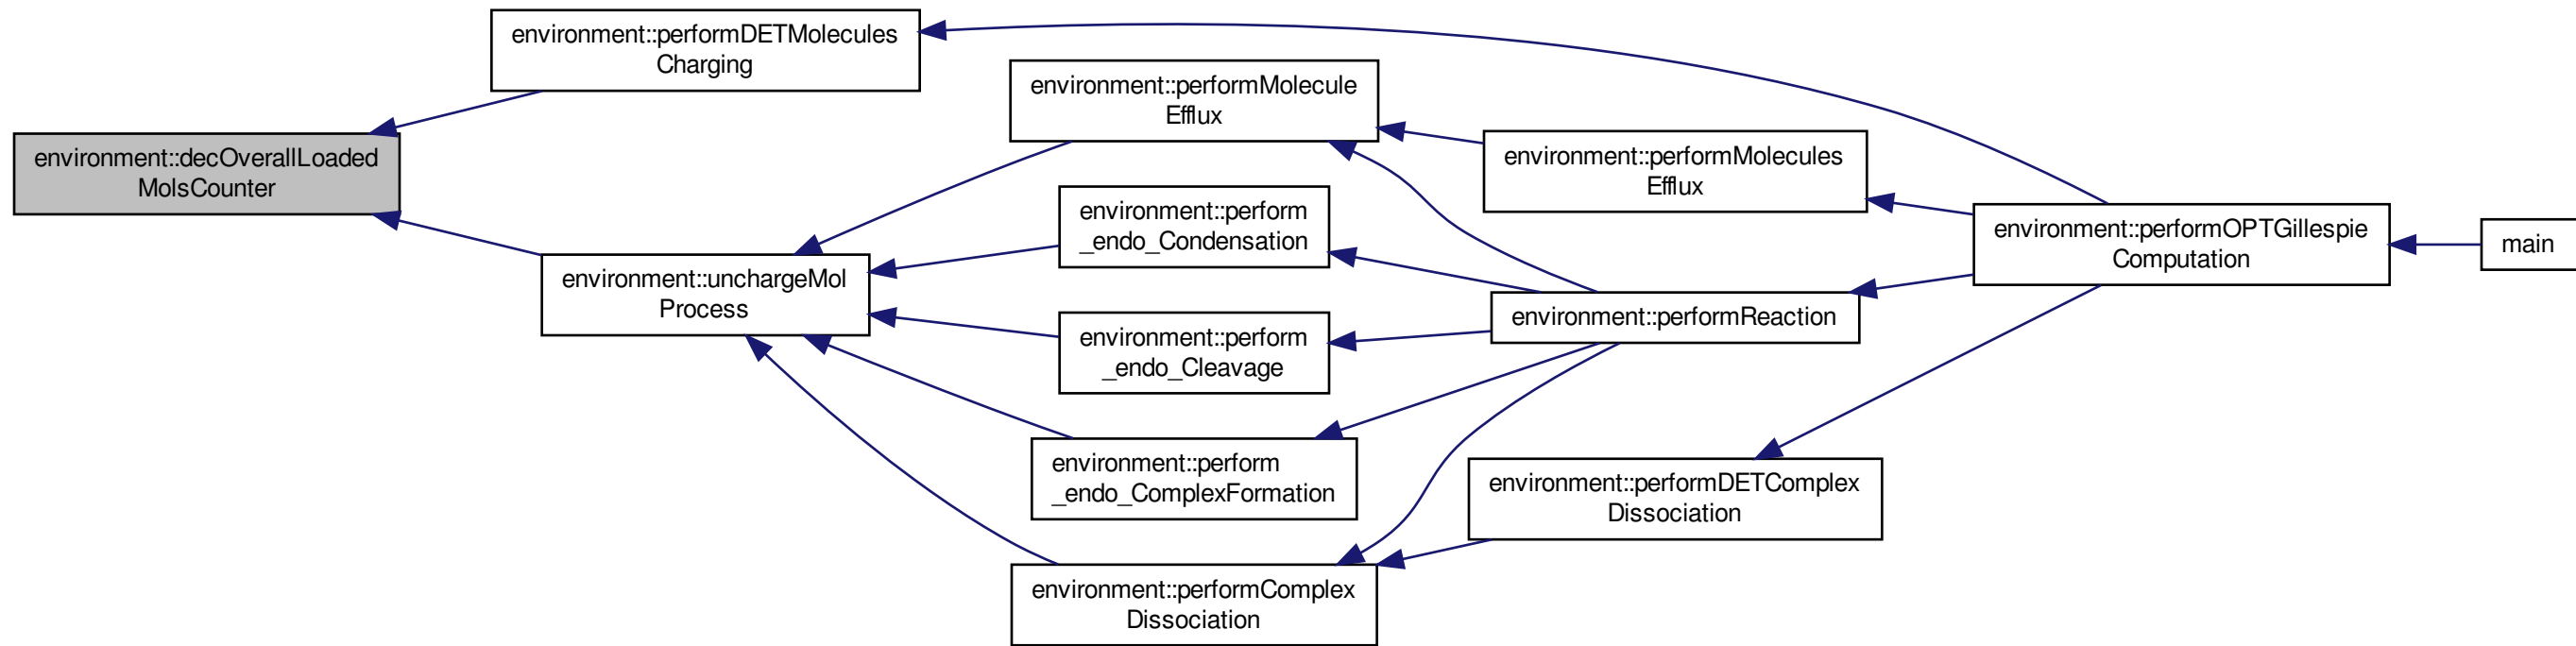 environment::performDETMolecules
Charging
environment::decOverallLoaded
MolsCounter
environment::unchargeMol
Process
environment::performMolecule
Efflux
environment::perform
_endo_Condensation
environment::perform
_endo_Cleavage
environment::perform
_endo_ComplexFormation
environment::performComplex
Dissociation
environment::performMolecules
Efflux
environment::performReaction
environment::performDETComplex
Dissociation
environment::performOPTGillespie
Computation
main